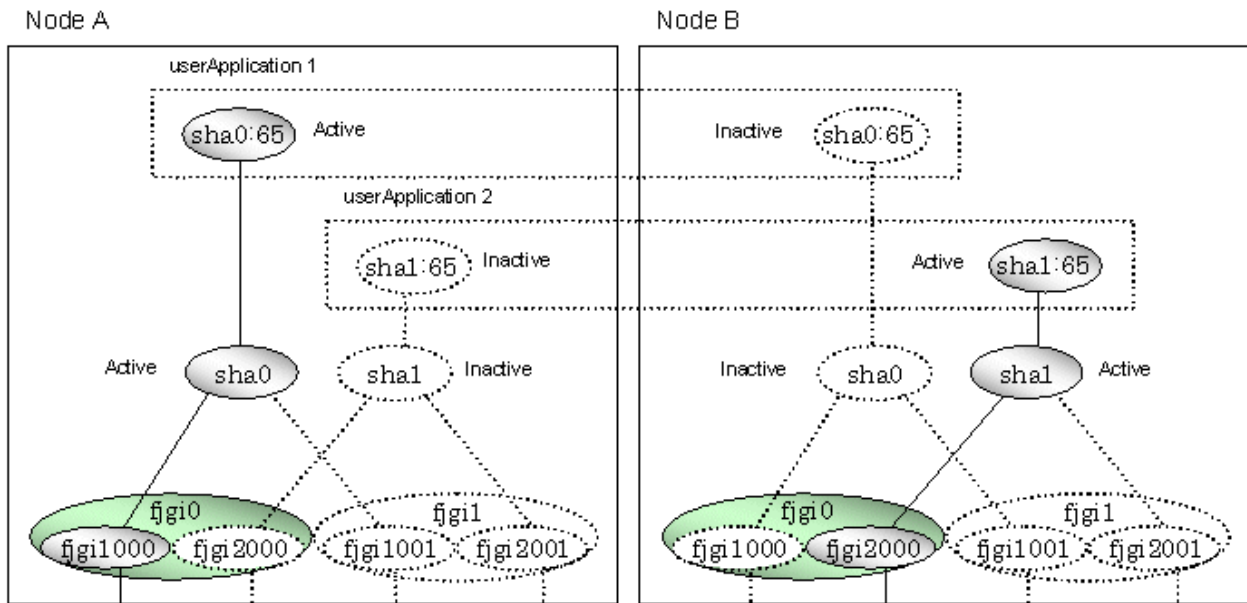 Node A
Node B
userApplication 1
sha0:65
Active
Inactive
sha0:65
userApplication 2
sha1:65
Inactive
Active
sha1:65
Active
sha0
sha1
Inactive
Inactive
sha0
sha1
Active
fjgi0
fjgi1
fjgi0
fjgi1
fjgi1000
fjgi2000
fjgi1001
fjgi2001
fjgi1000
fjgi2000
fjgi1001
fjgi2001